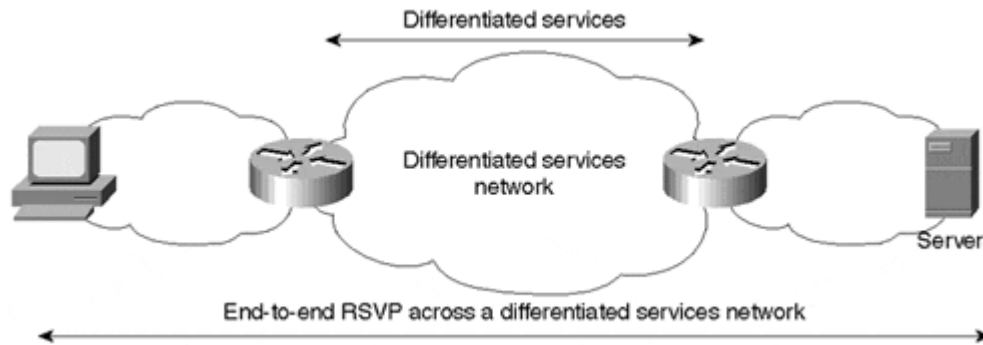 Differentiated services
Differentiated services
network
Server
End-to-end RSVP across a differentiated services network